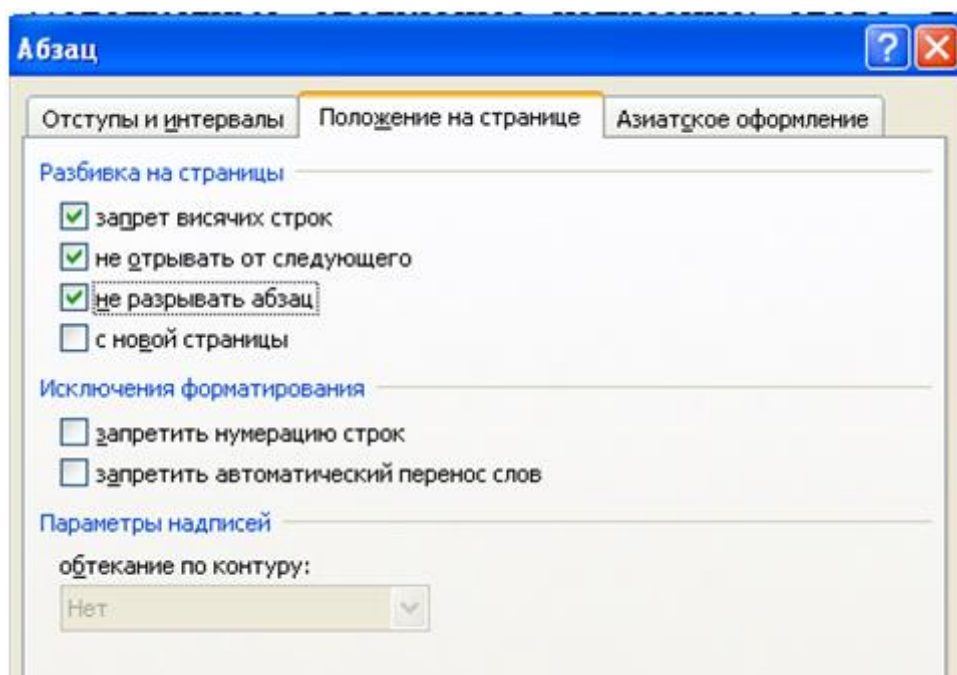 Абзац
Отступы и интервалы Положение на странице Азиатское оформление
Разбивка на страницы
запрет висячих строк
не отрывать от следующего
не разрывать абзац
с новой страницы
Исключения форматирования
запретить нумерацию строк
запретить автоматический перенос слов
Параметры надписей
обтекание по контуру:
Нет